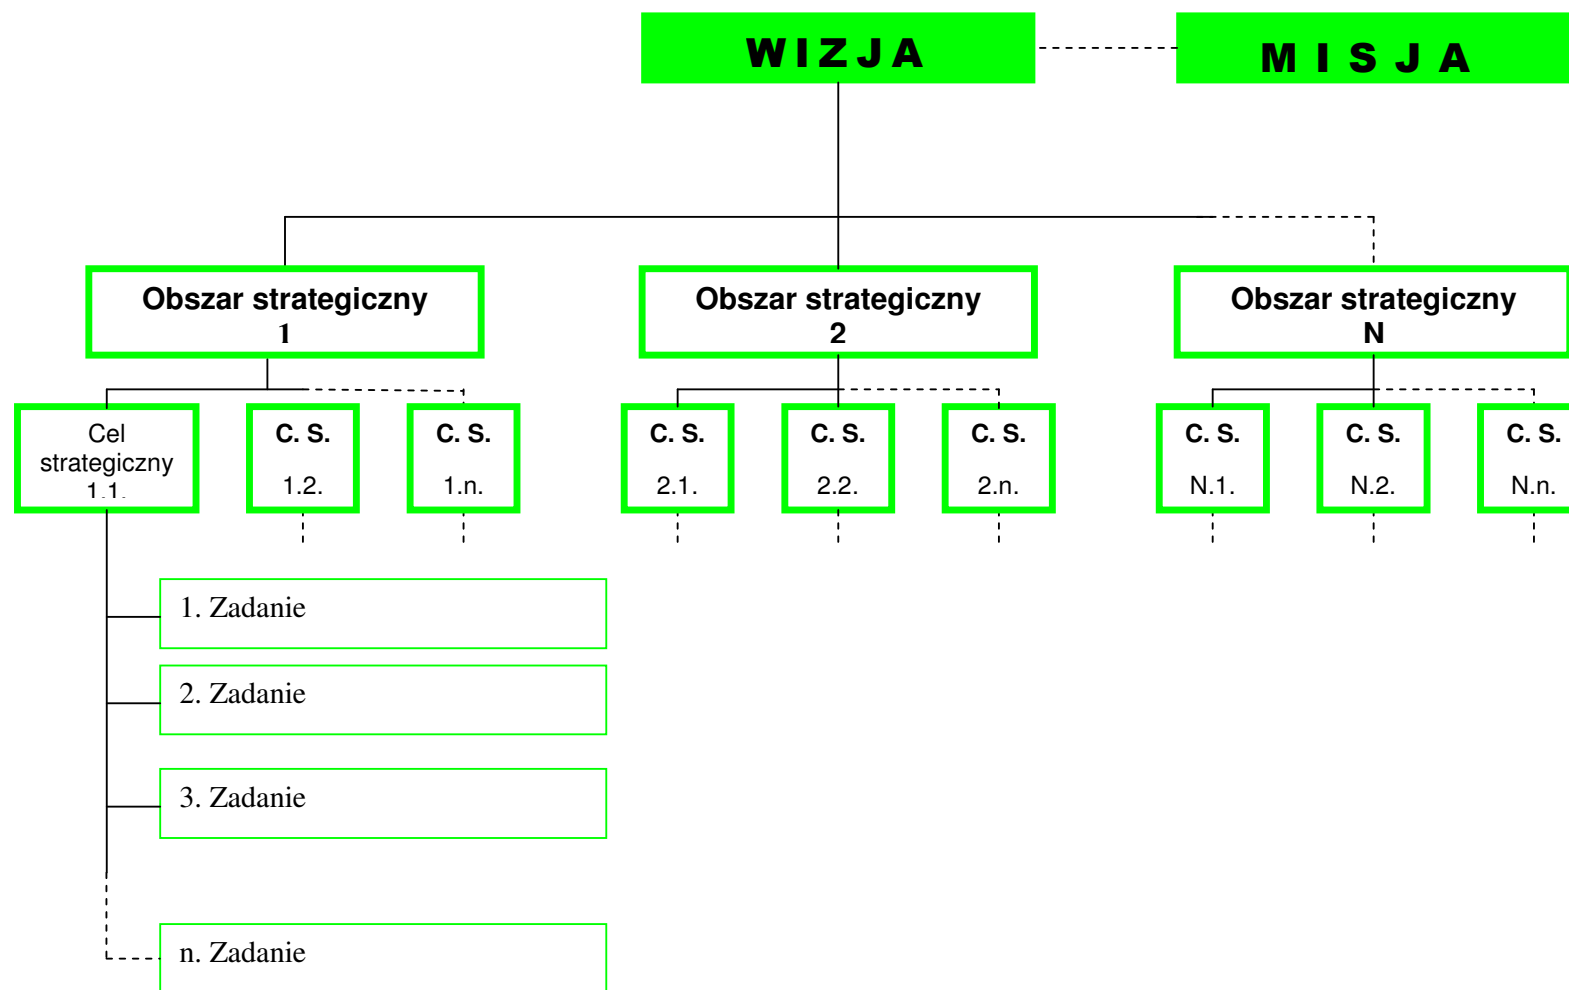 WIZJA
M I S J A
Obszar strategiczny
1
Obszar strategiczny
2
Obszar strategiczny
N
Cel
strategiczny
1.1.
C. S.
1.2.
C. S.
1.n.
C. S.
2.1.
C. S.
2.2.
C. S.
2.n.
C. S.
N.1.
C. S.
N.2.
C. S.
N.n.
1. Zadanie
2. Zadanie
3. Zadanie
n. Zadanie